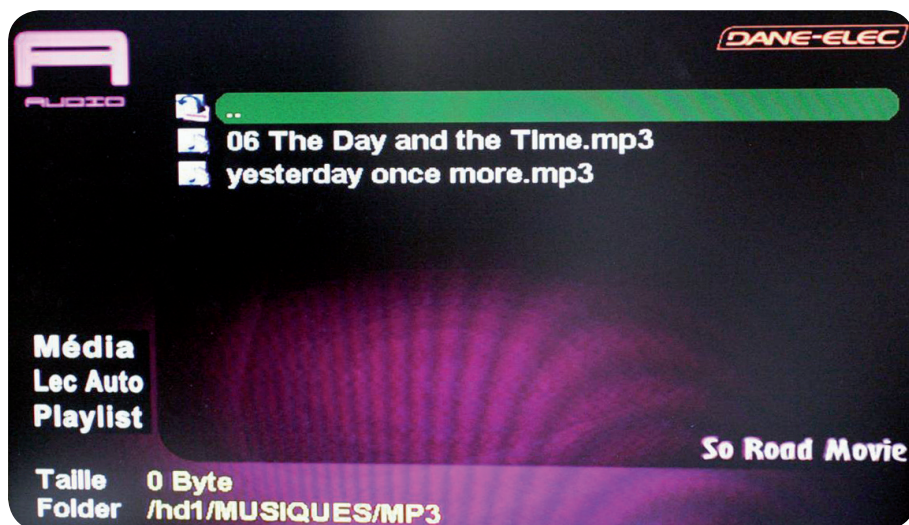 A
AUDIO
DANE-ELEC
..
06 The Day and the TIme.mp3
yesterday once more.mp3
Média
Lec Auto
Playlist
So Road Movie
Taille 0 Byte
Folder /hd1/MUSIQUES/MP3